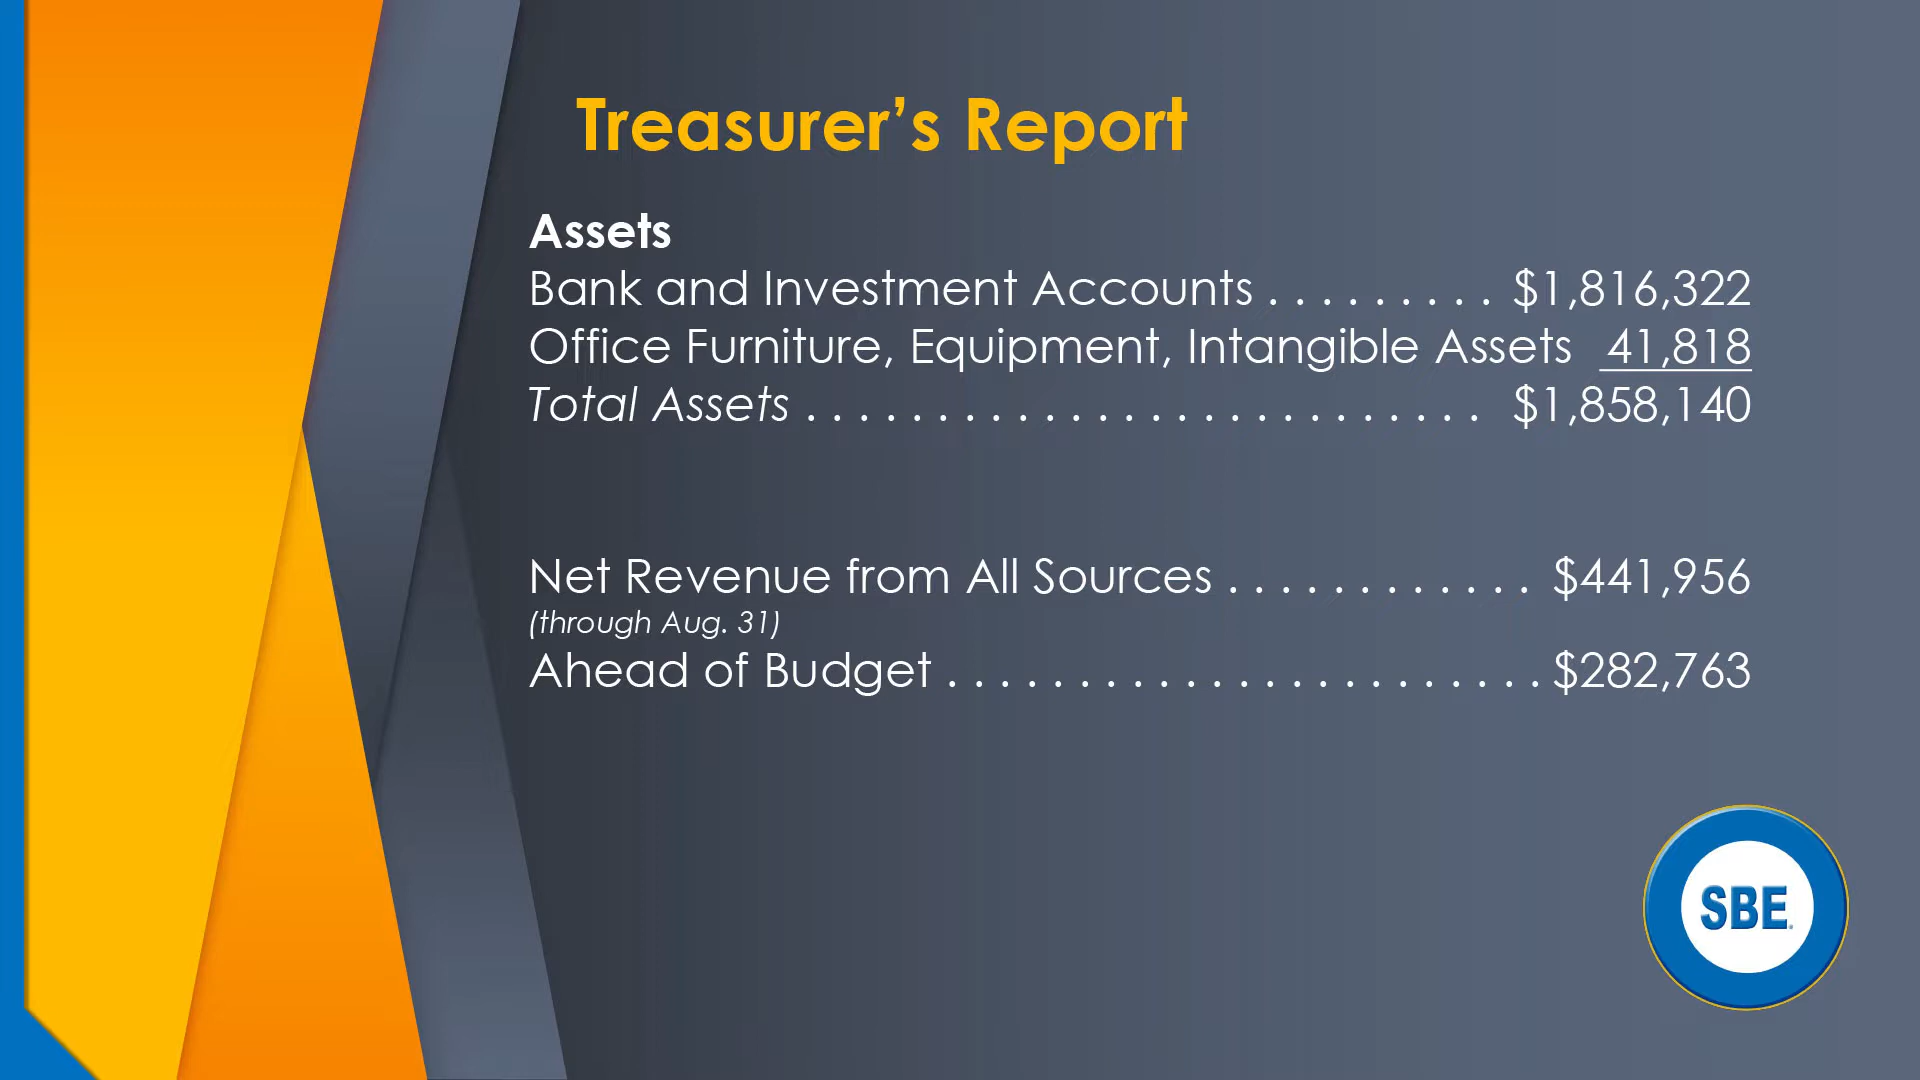 Treasurer’s Report
Assets
Bank and Investment Accounts . . . . . . . . . $1,816,322
Office Furniture, Equipment, Intangible Assets 41,818
Total Assets . . . . . . . . . . . . . . . . . . . . . . . . . . $1,858,140
Net Revenue from All Sources . . . . . . . . . . . . $441,956
(through Aug. 31)
Ahead of Budget . . . . . . . . . . . . . . . . . . . . . . . $282,763
SBE